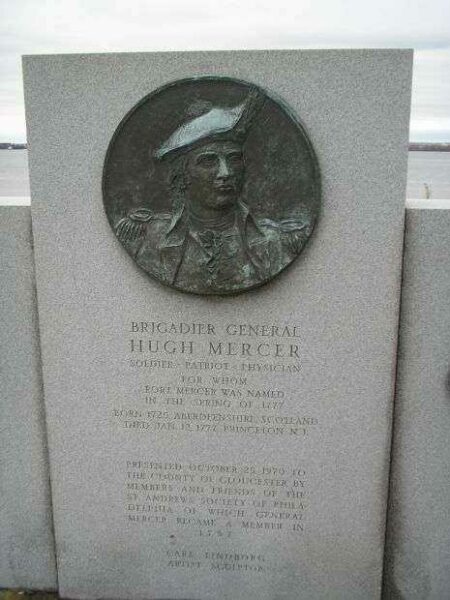 BRIGADIER GENERAL
HUGH MERCER
SOLDIER · PATRIOT · PHYSICIAN
FOR WHOM
FORT MERCER WAS NAMED
IN THE SPRING OF 1777
BORN 1725, ABERDEENSHIRE, SCOTLAND
DIED JAN. 12, 1777, PRINCETON N.J.
PRESENTED OCTOBER 25, 1970 TO
THE COUNTY OF GLOUCESTER BY
MEMBERS AND FRIENDS OF THE
ST. ANDREWS SOCIETY OF PHILA-
DELPHIA OF WHICH GENERAL
MERCER BECAME A MEMBER IN
CARL LINDBORG
ARTIST SCULPTOR